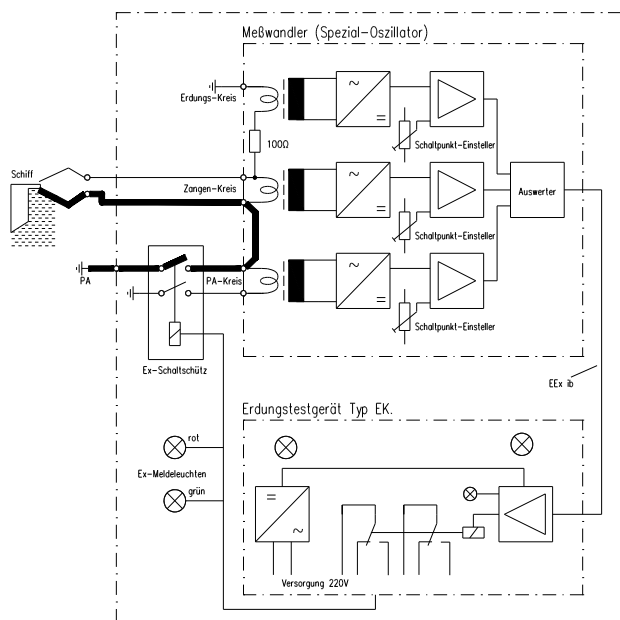 Meßwandler (Spezial-Oszillator)
Erdungs-Kreis
~
=
Schaltpunkt-Einsteller
100Ω
Schiff
Zangen-Kreis
~
=
Schaltpunkt-Einsteller
Auswerter
PA
PA-Kreis
~
=
Schaltpunkt-Einsteller
Ex-Schaltschütz
EEx ib
Erdungstestgerät Typ EK.
rot
Ex-Meldeleuchten
grün
=
~
Versorgung 220V